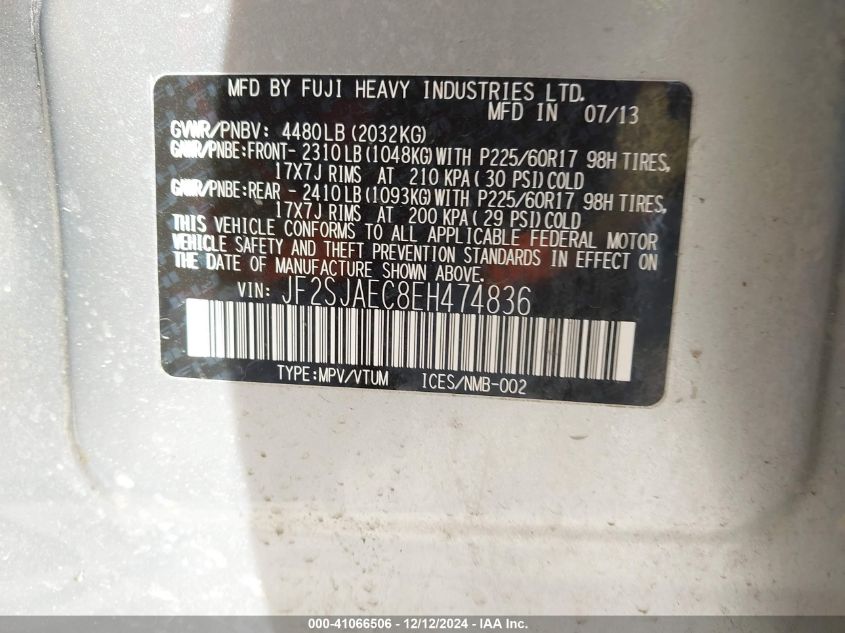 MFD BY FUJI HEAVY INDUSTRIES LTD.
MFD IN 07/13
GVWR/PNBV: 4480LB(2032KG)
GAWR/PNBE:FRONT- 2310LB(1048KG)WITH P225/60R17 98H TIRES,
17X7J RIMS AT 210 KPA(30 PSI)COLD
GAWR/PNBE:REAR - 2410LB(1093KG)WITH P225/60R17 98H TIRES,
17X7J RIMS AT 200 KPA(29 PSI)COLD
THIS VEHICLE CONFORMS TO ALL APPLICABLE FEDERAL MOTOR
VEHICLE SAFETY AND THEFT PREVENTION STANDARDS IN EFFECT ON
THE DATE OF MANUFACTURE SHOWN ABOVE.
VIN: JF2SJAEC8EH474836
TYPE:MPV/VTUM ICES/NMB-002
000-41066506 - 12/12/2024 - IAA Inc.